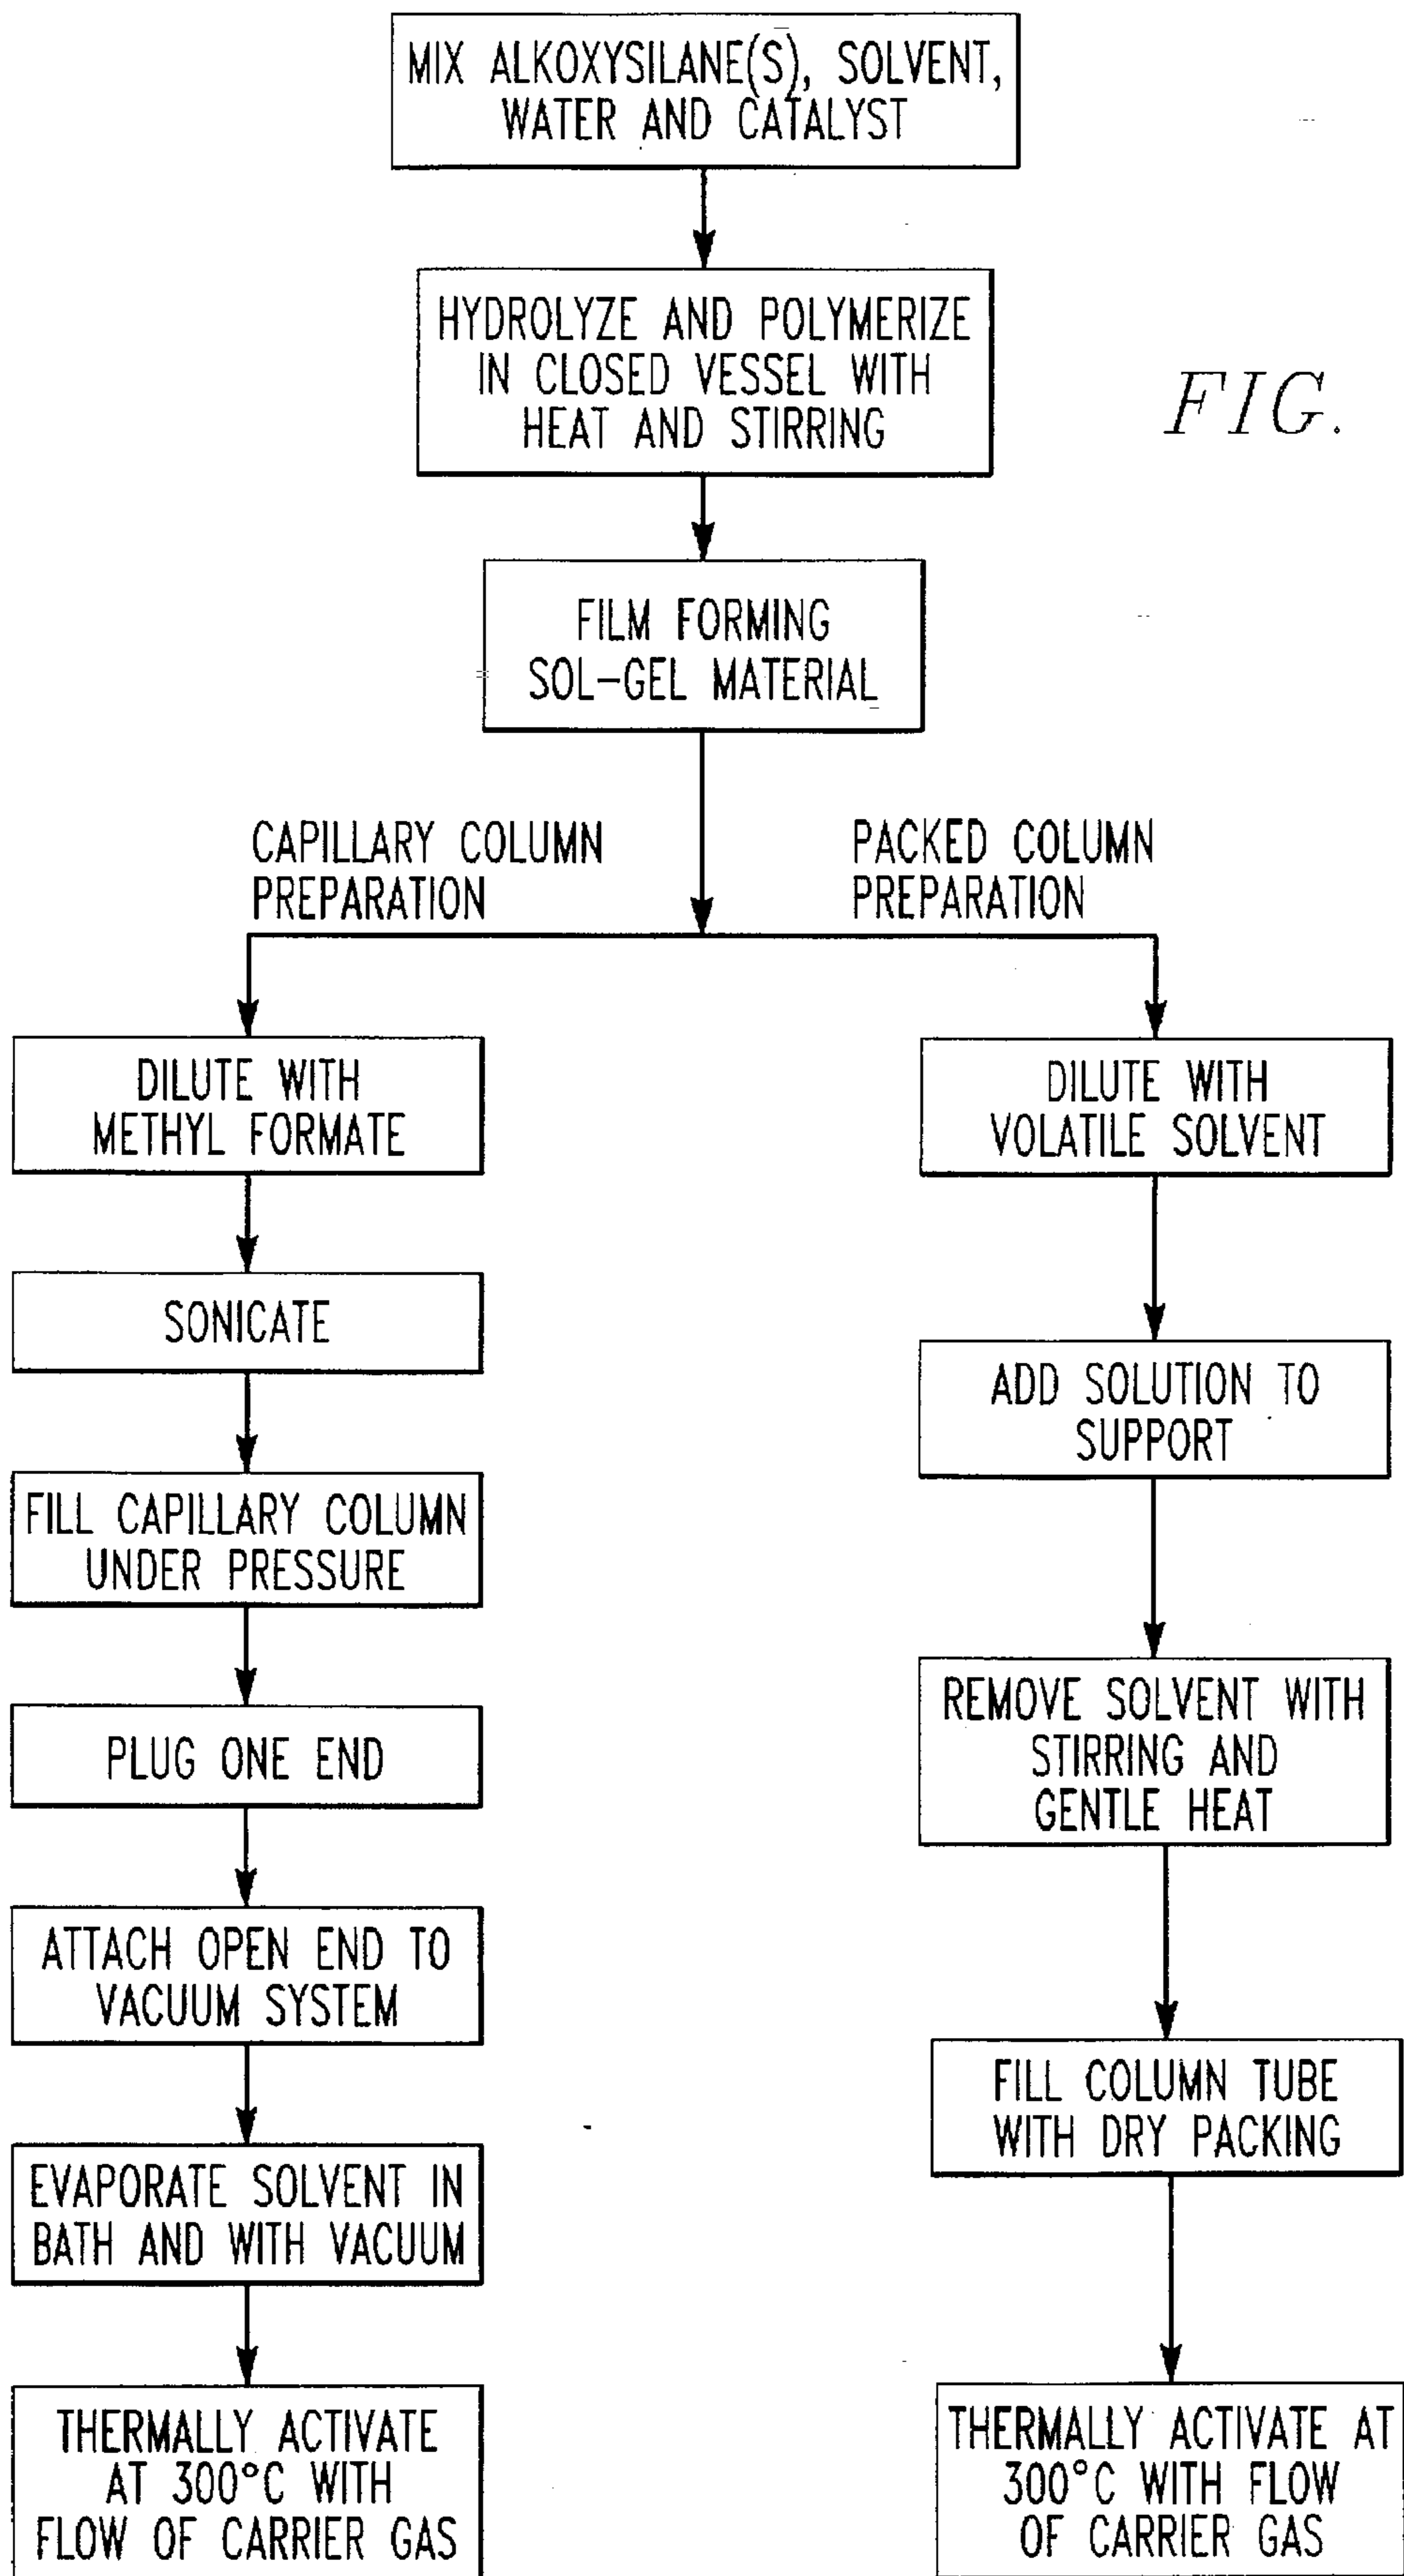 MIX ALKOXYSILANE(S), SOLVENT,
WATER AND CATALYST
HYDROLYZE AND POLYMERIZE
IN CLOSED VESSEL WITH
HEAT AND STIRRING
FIG.
FILM FORMING
SOL-GEL MATERIAL
CAPILLARY COLUMN
PREPARATION
DILUTE WITH
METHYL FORMATE
SONICATE
FILL CAPILLARY COLUMN
UNDER PRESSURE
PLUG ONE END
ATTACH OPEN END TO
VACUUM SYSTEM
EVAPORATE SOLVENT IN
BATH AND WITH VACUUM
THERMALLY ACTIVATE
AT 300°C WITH
FLOW OF CARRIER GAS
PACKED COLUMN
PREPARATION
DILUTE WITH
VOLATILE SOLVENT
ADD SOLUTION TO
SUPPORT
REMOVE SOLVENT WITH
STIRRING AND
GENTLE HEAT
FILL COLUMN TUBE
WITH DRY PACKING
THERMALLY ACTIVATE AT
300°C WITH FLOW
OF CARRIER GAS